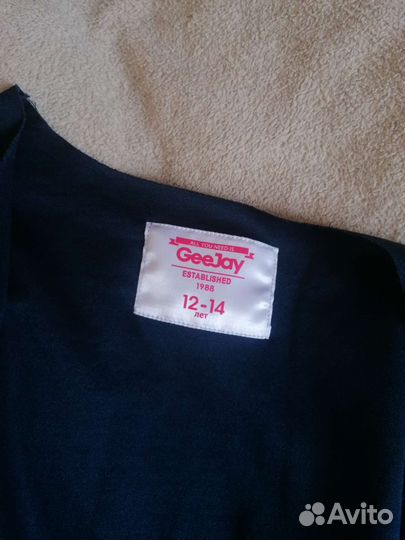 ALL YOU NEED IS
GeeJay
ESTABLISHED
1988
12-14
лет
Avito